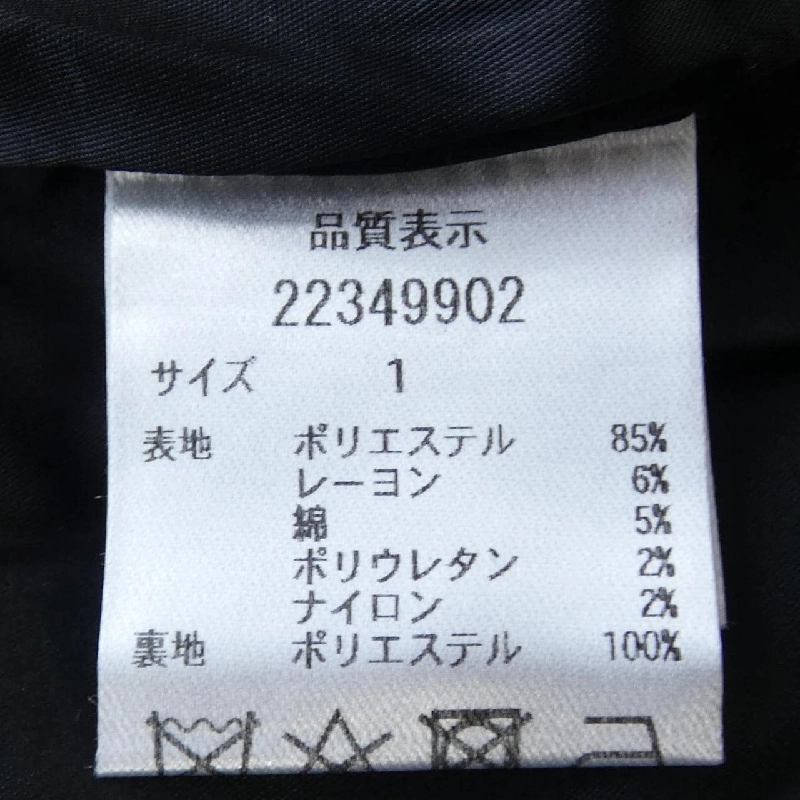 品質表示
22349902
サイズ 1
表地 ポリエステル 85%
レーヨン 6%
綿 5%
ポリウレタン 2%
ナイロン 2%
裏地 ポリエステル 100%